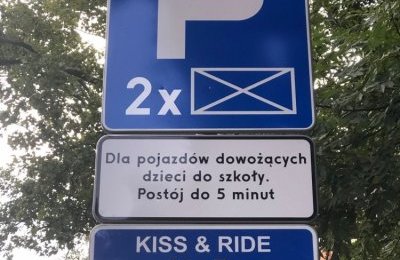 P
2x
Dla pojazdów dowożących
dzieci do szkoły.
Postój do 5 minut
KISS & RIDE